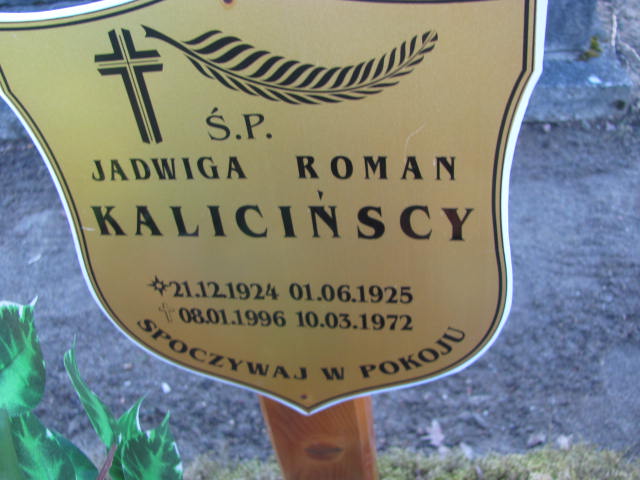 Ś.P.
JADWIGA ROMAN
KALICIŃSCY
21.12.1924 01.06.1925
08.01.1996 10.03.1972
SPOCZYWAJ W POKOJU